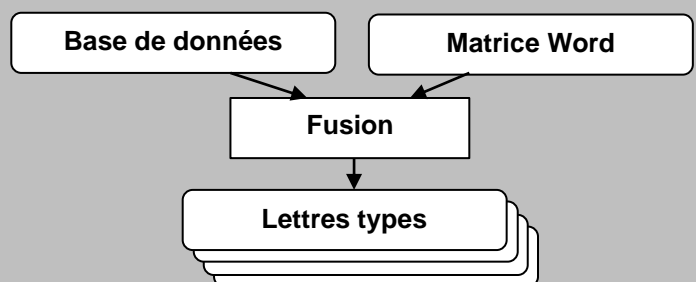 Base de données
Matrice Word
Fusion
Lettres types